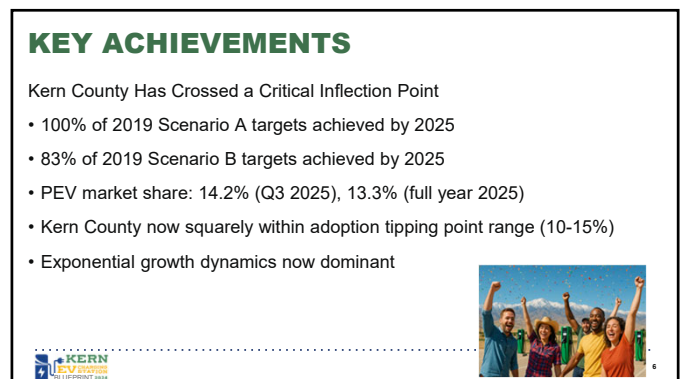 KEY ACHIEVEMENTS
Kern County Has Crossed a Critical Inflection Point
• 100% of 2019 Scenario A targets achieved by 2025
• 83% of 2019 Scenario B targets achieved by 2025
• PEV market share: 14.2% (Q3 2025), 13.3% (full year 2025)
• Kern County now squarely within adoption tipping point range (10-15%)
• Exponential growth dynamics now dominant
KERN
EV CHARGING
STATION
BLUEPRINT
6